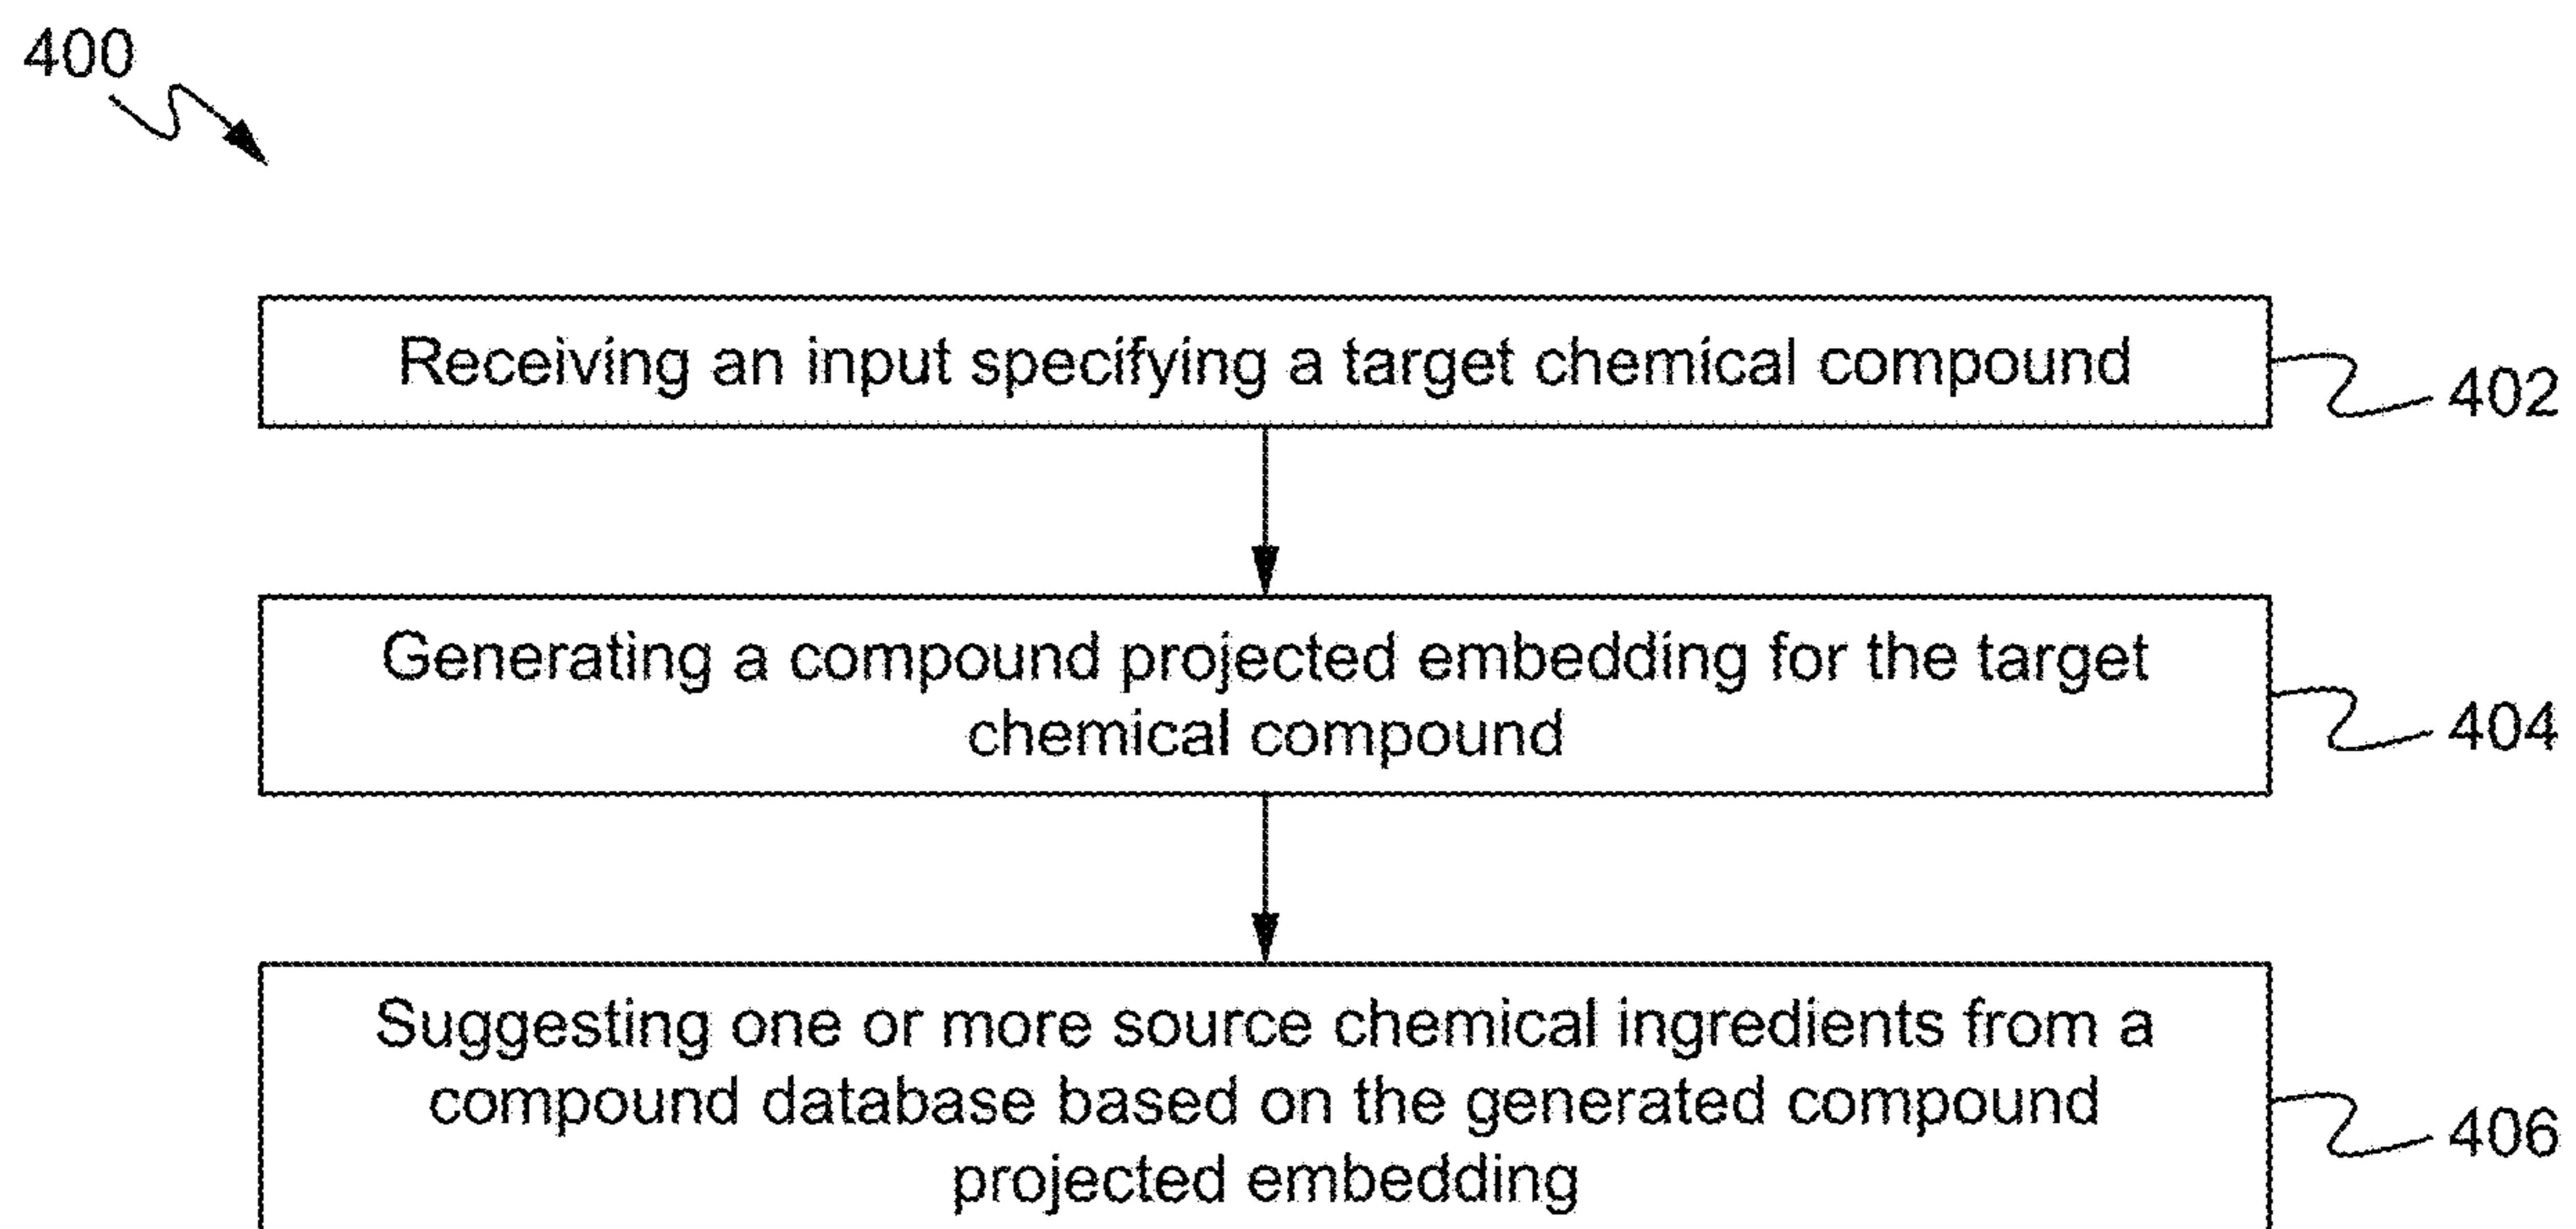 400
Receiving an input specifying a target chemical compound
402
Generating a compound projected embedding for the target
chemical compound
404
Suggesting one or more source chemical ingredients from a
compound database based on the generated compound
projected embedding
406